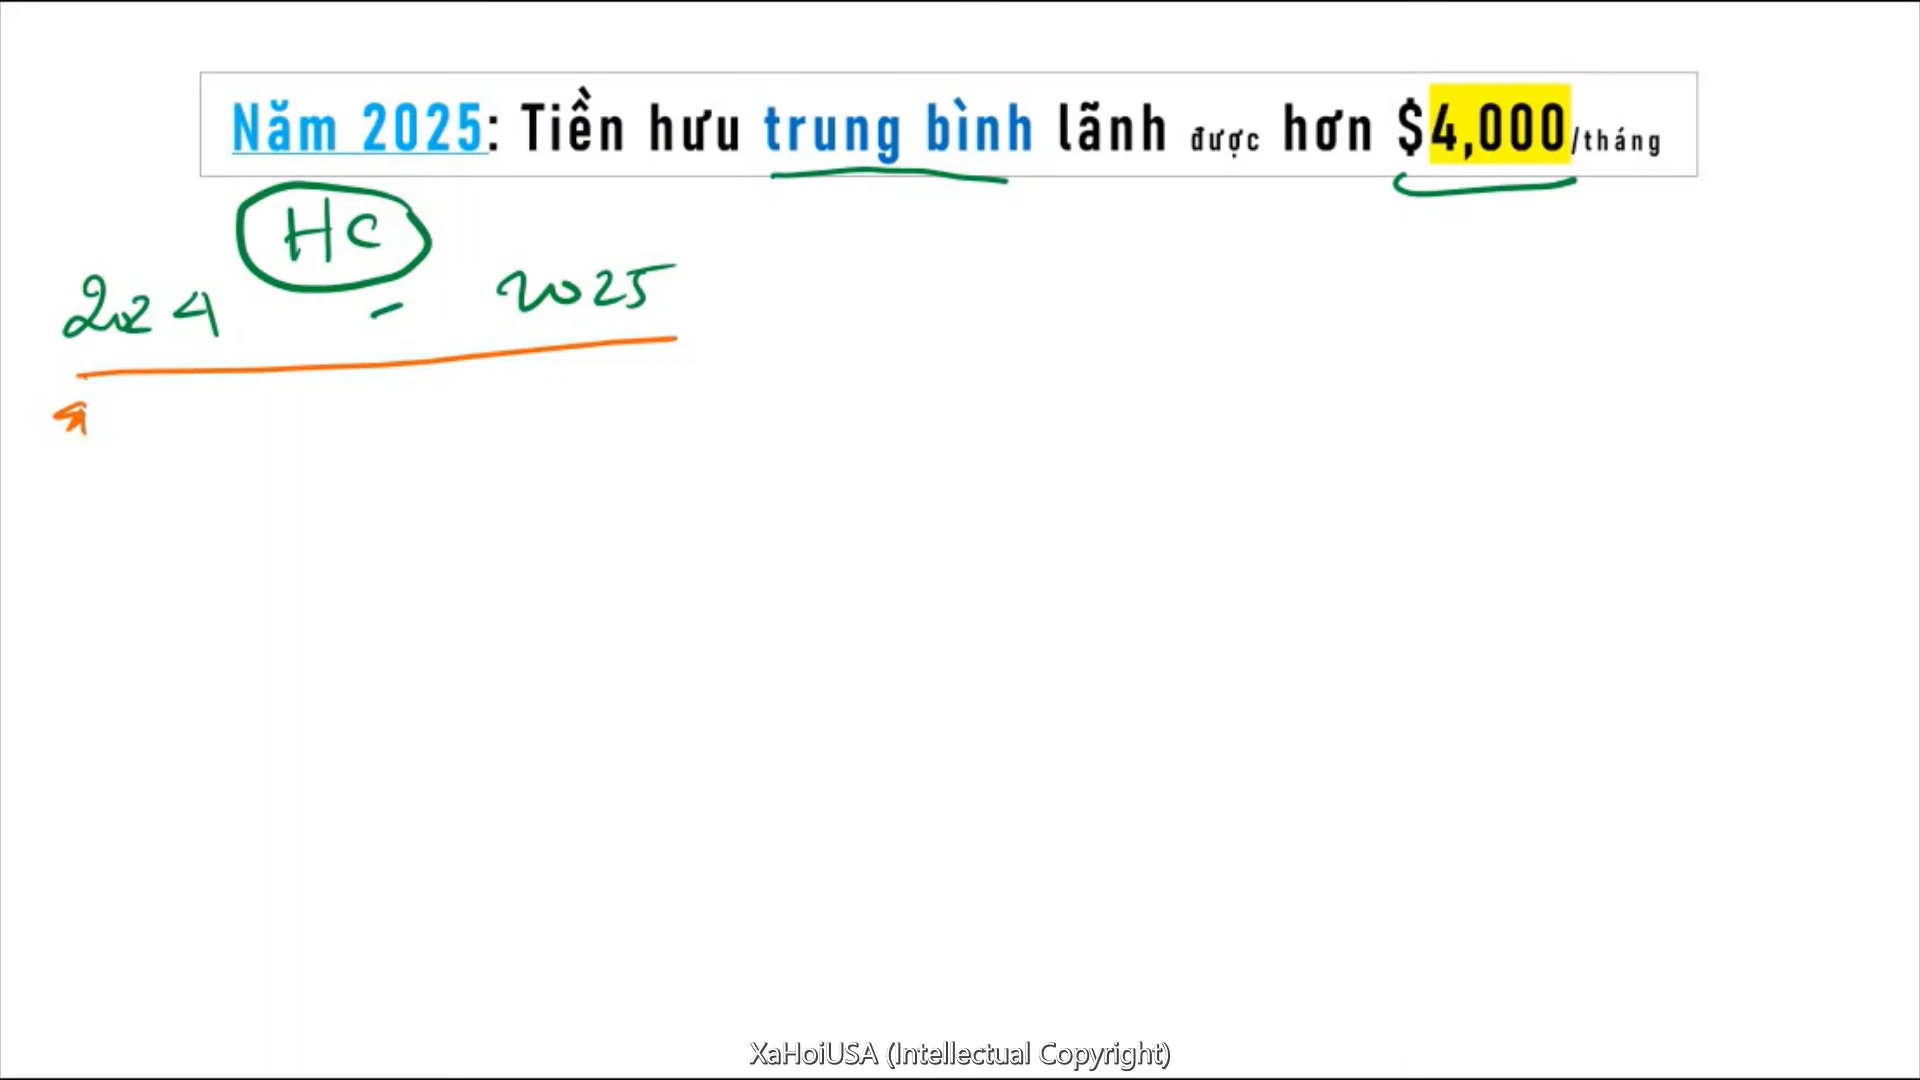 Năm 2025: Tiền hưu trung bình lãnh được hơn $4,000/tháng
HC
2024 2025
XaHoiUSA (Intellectual Copyright)